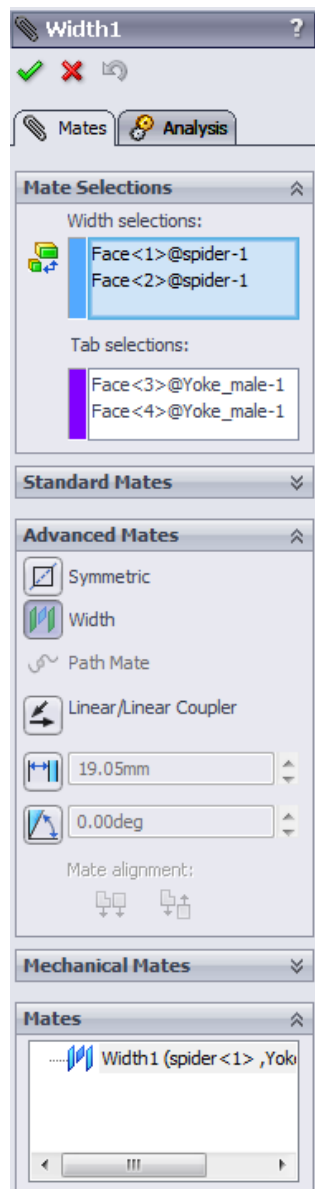 Width1 ?
Mates Analysis
Mate Selections
Width selections:
Face<1>@spider-1
Face<2>@spider-1
Tab selections:
Face<3>@Yoke_male-1
Face<4>@Yoke_male-1
Standard Mates
Advanced Mates
Symmetric
Width
Path Mate
Linear/Linear Coupler
19.05mm
0.00deg
Mate alignment:
Mechanical Mates
Mates
Width1 (spider<1> ,Yok